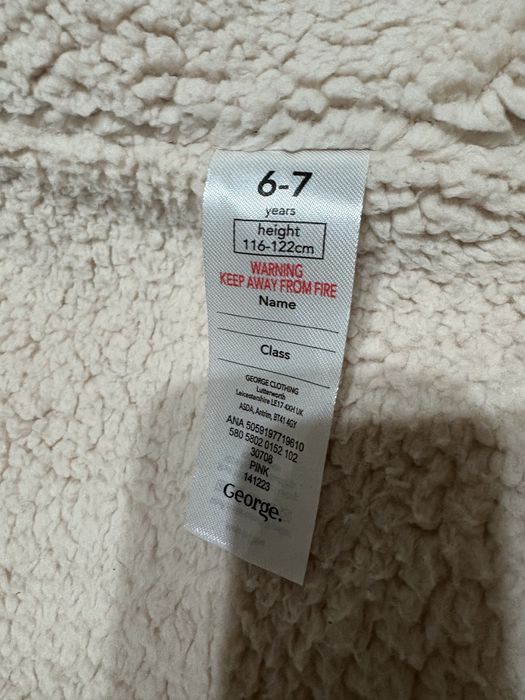 6-7
years
height
116-122cm
WARNING
KEEP AWAY FROM FIRE
Name
Class
GEORGE CLOTHING
Lutterworth
Leicestershire LE17 4XH UK
ASDA, Antrim, BT41 4GY
ANA 5059197719610
580 5802 0152 102
30708
PINK
141223
George.